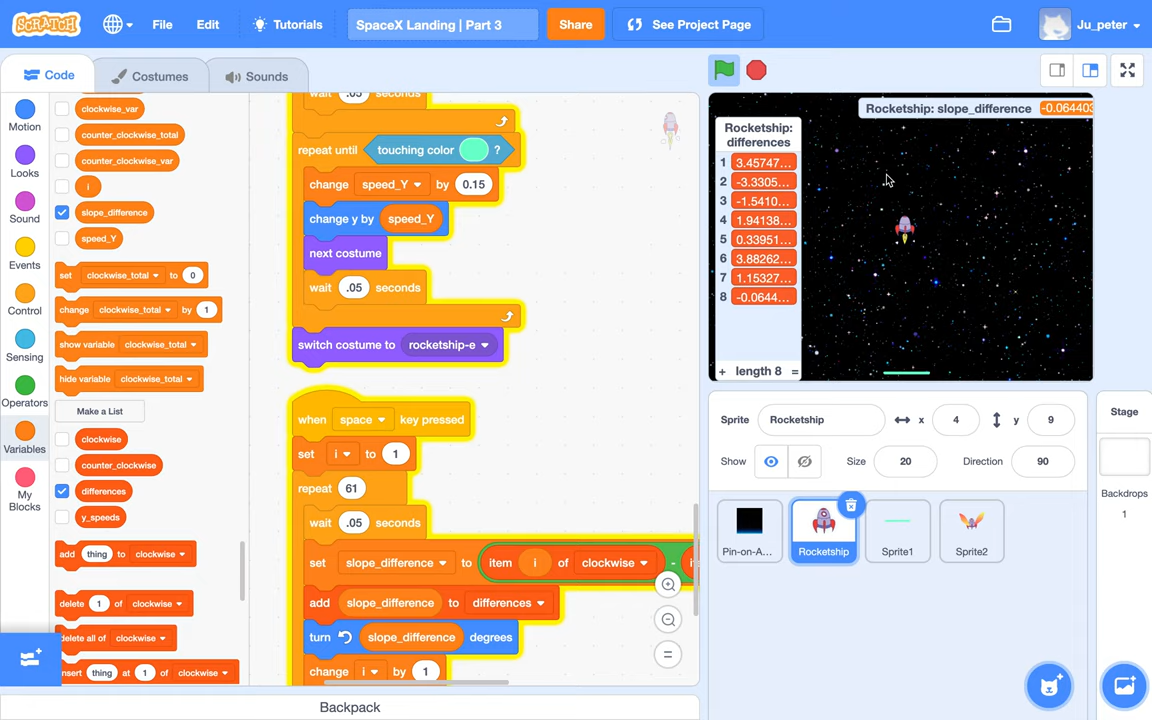 SCRATCH
File
Edit
Tutorials
SpaceX Landing | Part 3
Share
See Project Page
Ju_peter
Code
Costumes
Sounds
Motion
Looks
Sound
Events
Control
Sensing
Operators
Variables
My
Blocks
clockwise_var
counter_clockwise_total
counter_clockwise_var
i
slope_difference
speed_Y
set clockwise_total to 0
change clockwise_total by 1
show variable clockwise_total
hide variable clockwise_total
Make a List
clockwise
counter_clockwise
differences
y_speeds
add thing to clockwise
delete 1 of clockwise
delete all of clockwise
insert thing at 1 of clockwise
wait .05 seconds
repeat until touching color ?
change speed_Y by 0.15
change y by speed_Y
next costume
wait .05 seconds
switch costume to rocketship-e
when space key pressed
set i to 1
repeat 61
wait .05 seconds
set slope_difference to item i of clockwise -
add slope_difference to differences
turn slope_difference degrees
change i by 1
Backpack
Rocketship: slope_difference -0.064403
Rocketship:
differences
1 3.45747...
2 -3.3305...
3 -1.5410...
4 1.94138...
5 0.33951...
6 3.88262...
7 1.15327...
8 -0.0644...
+ length 8 =
Sprite Rocketship x 4 y 9
Show Size 20 Direction 90
Pin-on-A...
Rocketship
Sprite1
Sprite2
Stage
Backdrops
1